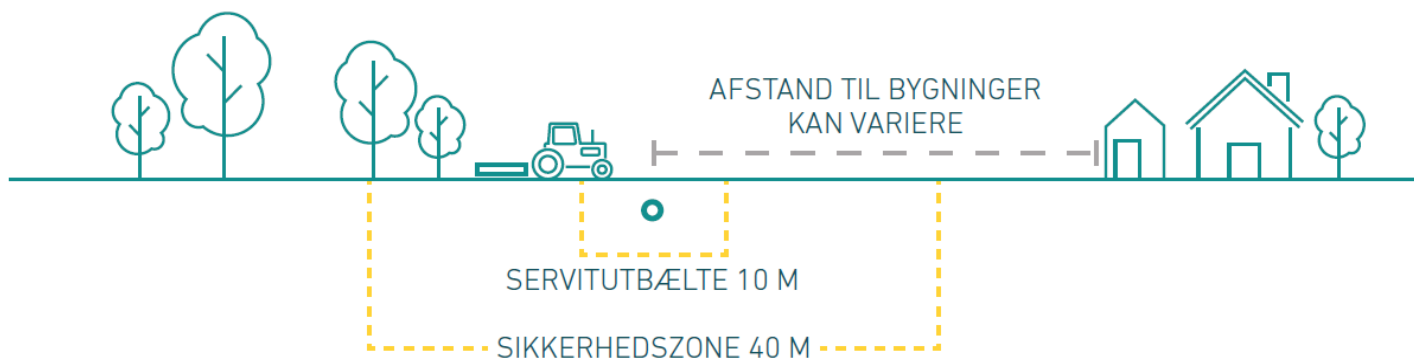 AFSTAND TIL BYGNINGER
KAN VARIERE
SERVITUTBÆLTE 10 M
SIKKERHEDSZONE 40 M